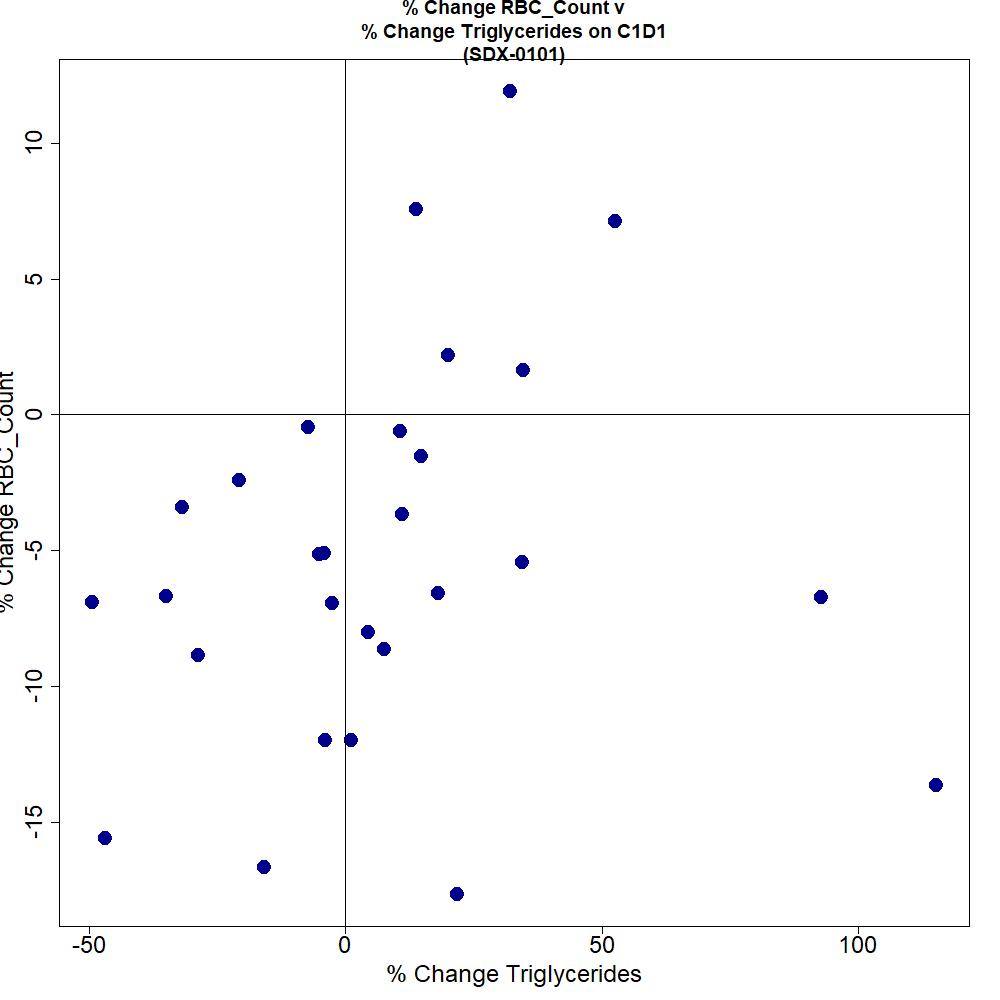 % Change RBC_Count v
% Change Triglycerides on C1D1
(SDX-0101)
10
5
0
-5
-10
-15
% Change RBC_Count
-50
0
50
100
% Change Triglycerides